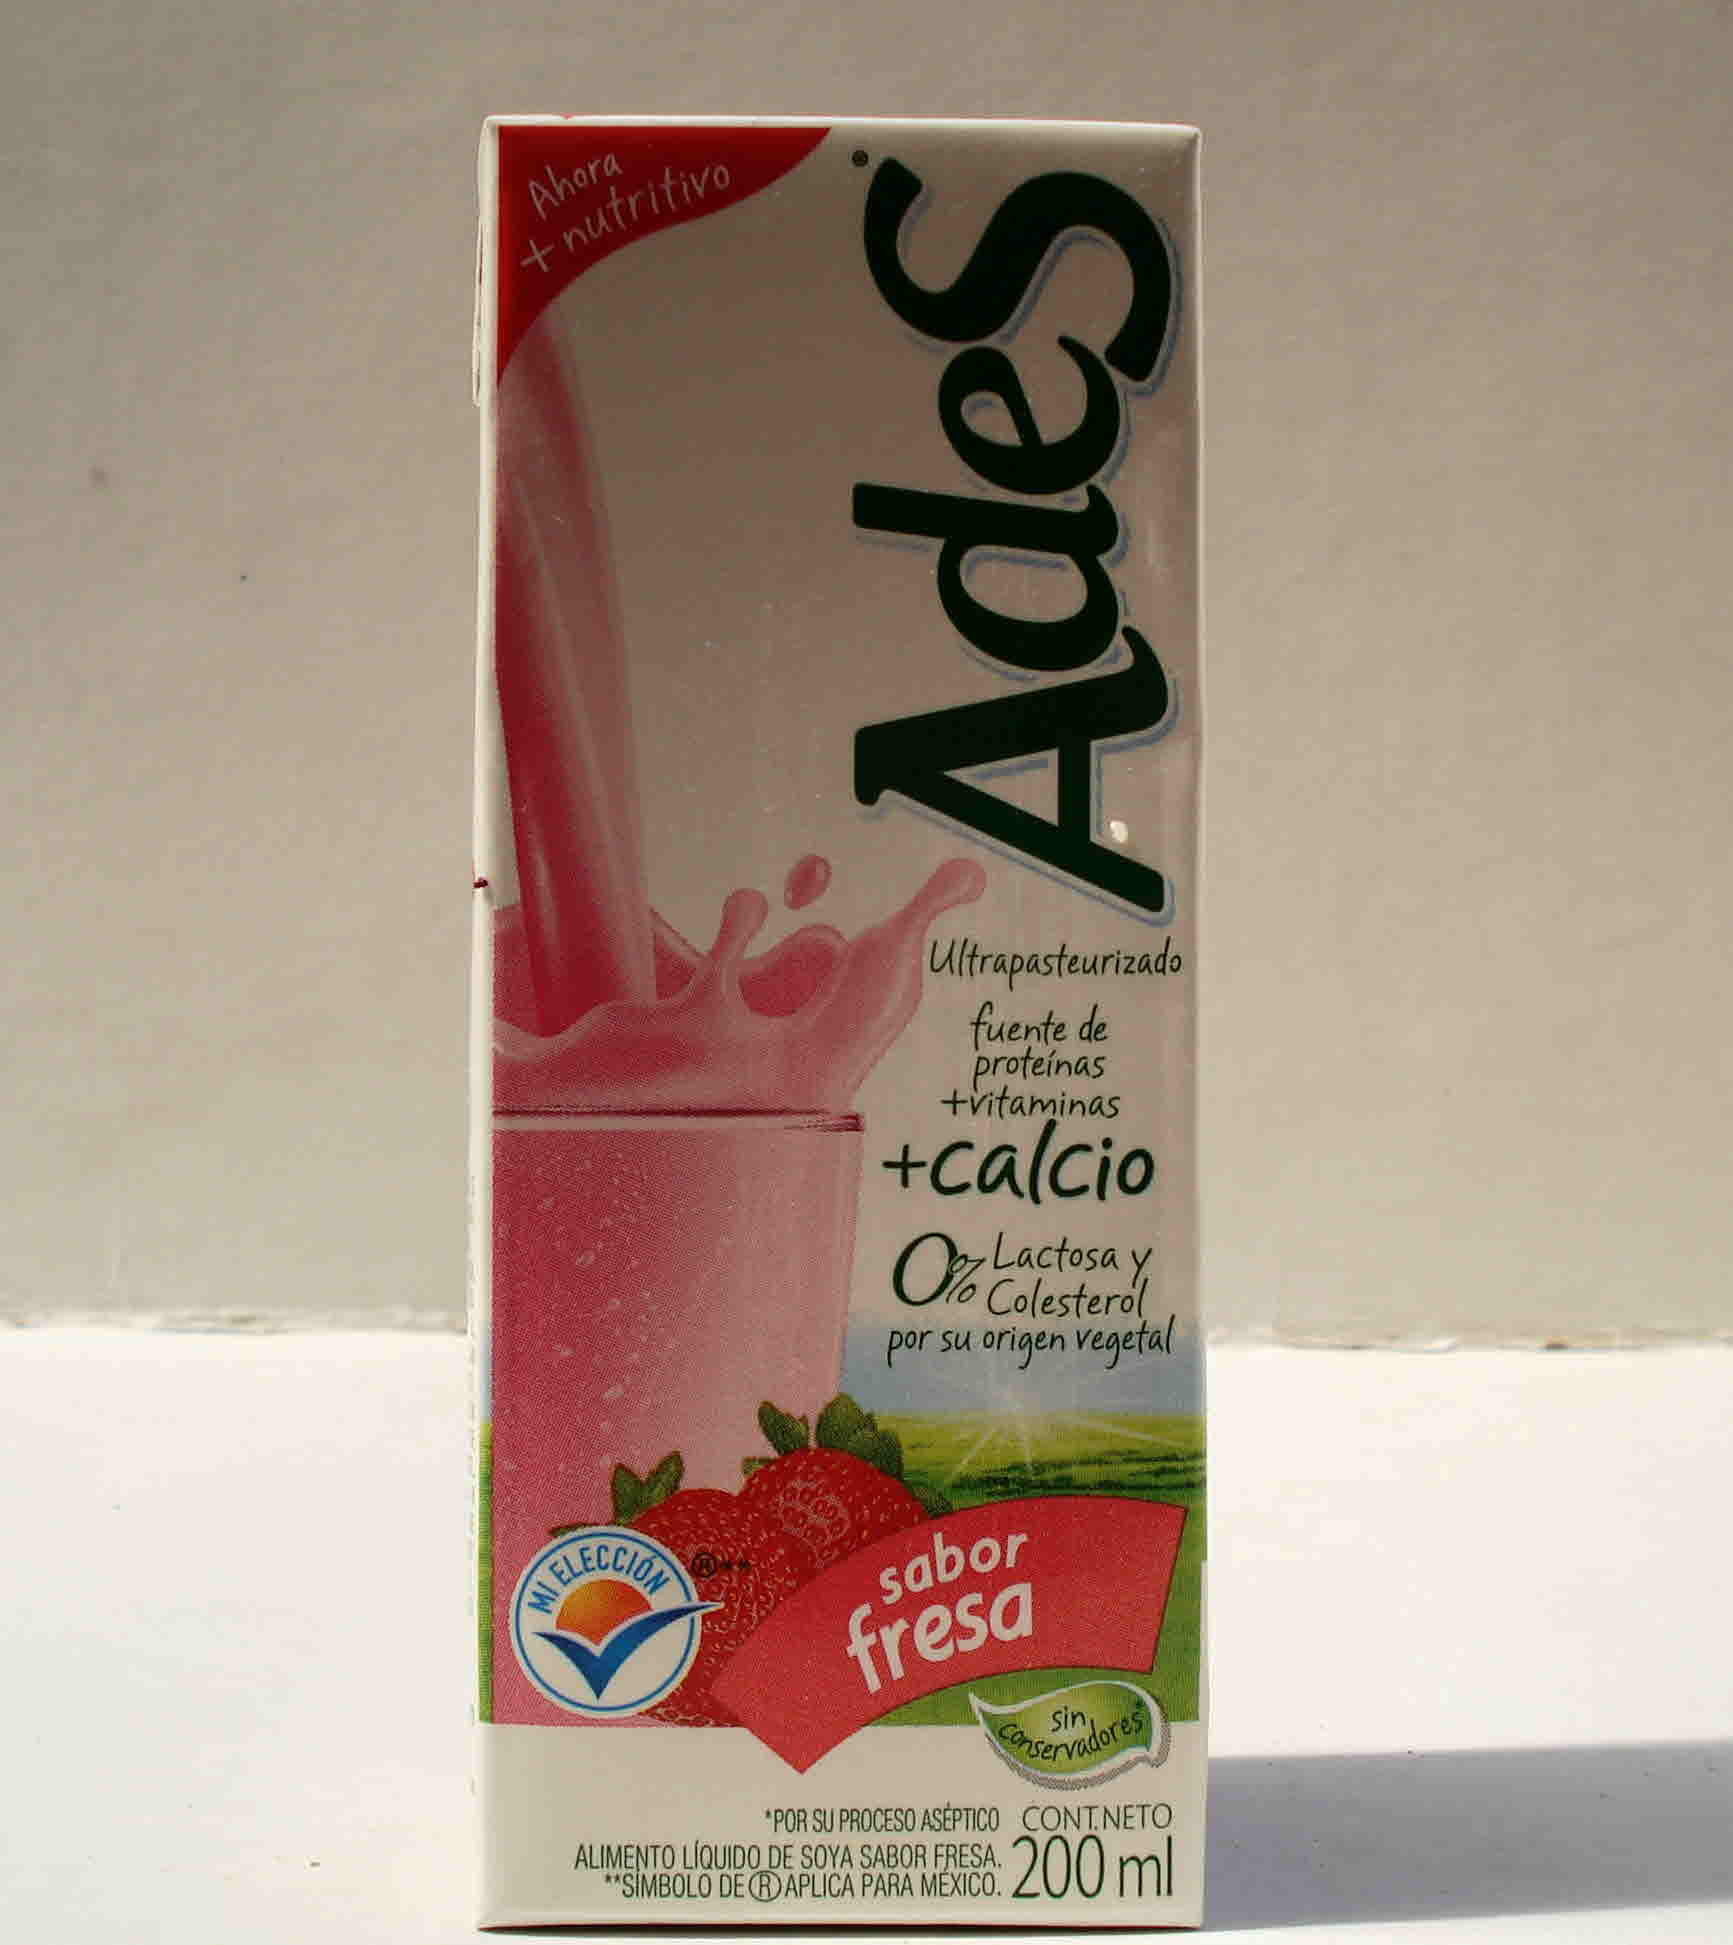 Ahora
+ nutritivo
AdeS®
Ultrapasteurizado
fuente de
proteínas
+vitaminas
+calcio
0% Lactosa y
Colesterol
por su origen vegetal
MI ELECCIÓN ®**
sabor
fresa
sin
conservadores*
*POR SU PROCESO ASÉPTICO
ALIMENTO LÍQUIDO DE SOYA SABOR FRESA.
**SÍMBOLO DE ® APLICA PARA MÉXICO.
CONT.NETO
200 ml